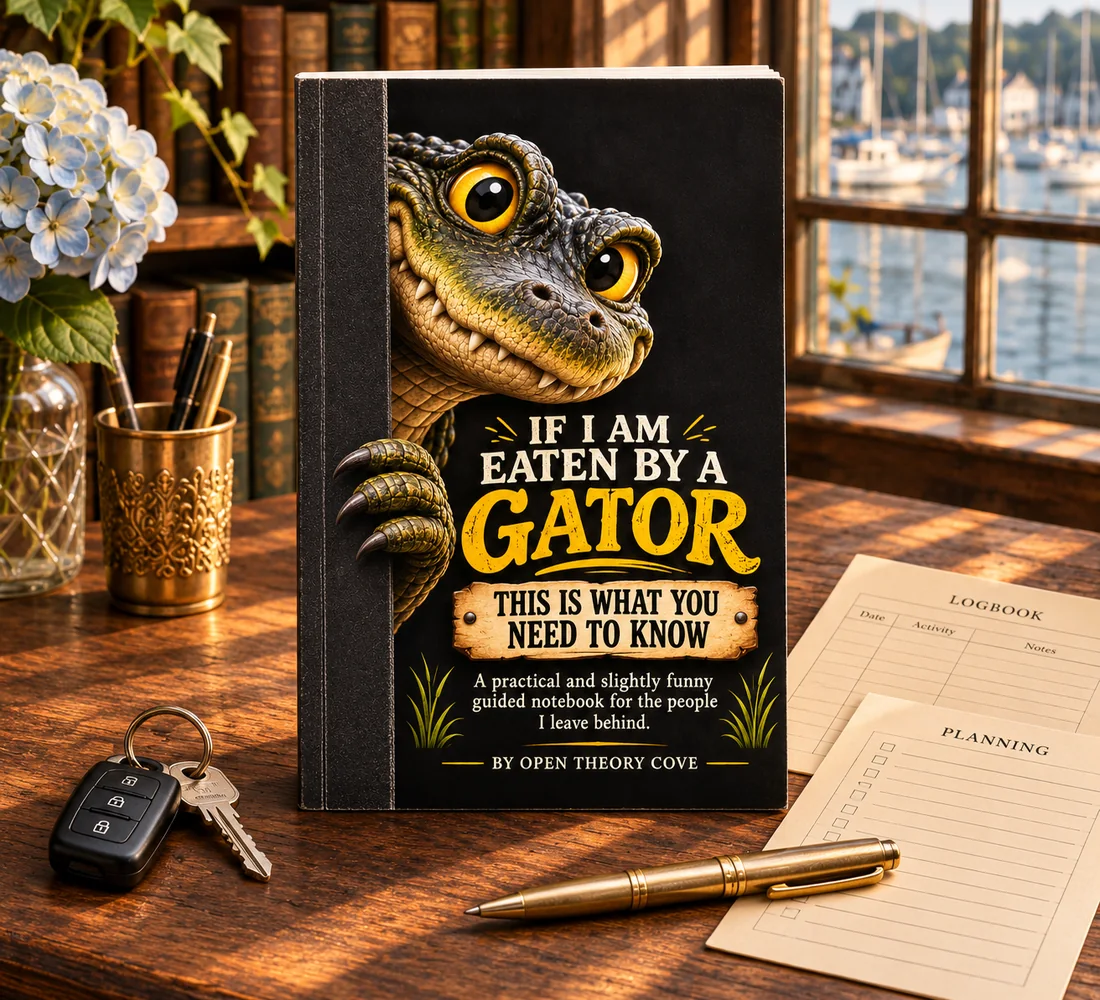 IF I AM
EATEN BY A
GATOR
THIS IS WHAT YOU
NEED TO KNOW
A practical and slightly funny
guided notebook for the people
I leave behind.
BY OPEN THEORY COVE
LOGBOOK
Date Activity Notes
PLANNING